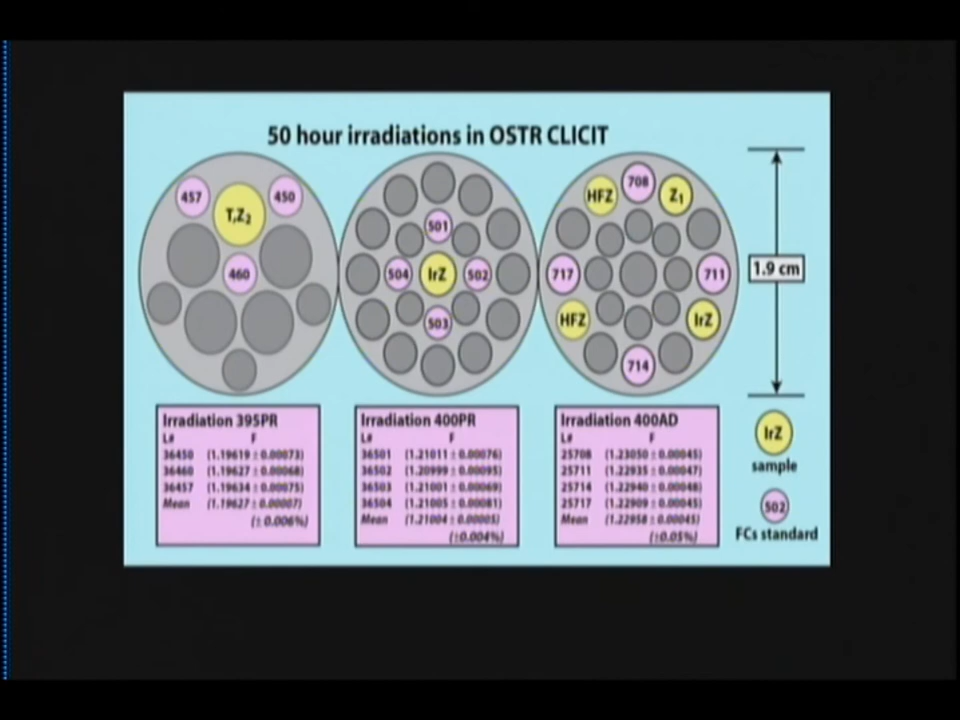 50 hour irradiations in OSTR CLICIT
457 T,Z2 450
460
501
504 IrZ 502
503
HFZ 708 Z1
717 711
HFZ IrZ
714
1.9 cm
Irradiation 395PR
L# F
36450 (1.19619 ± 0.00073)
36460 (1.19627 ± 0.00068)
36457 (1.19634 ± 0.00075)
Mean (1.19627 ± 0.00007)
(± 0.006%)
Irradiation 400PR
L# F
36501 (1.21011 ± 0.00076)
36502 (1.20999 ± 0.00095)
36503 (1.21001 ± 0.00069)
36504 (1.21005 ± 0.00081)
Mean (1.21004 ± 0.00005)
(±0.004%)
Irradiation 400AD
L# F
25708 (1.23050 ± 0.00045)
25711 (1.22935 ± 0.00047)
25714 (1.22940 ± 0.00048)
25717 (1.22909 ± 0.00045)
Mean (1.22958 ± 0.00045)
(±0.05%)
IrZ
sample
502
FCs standard